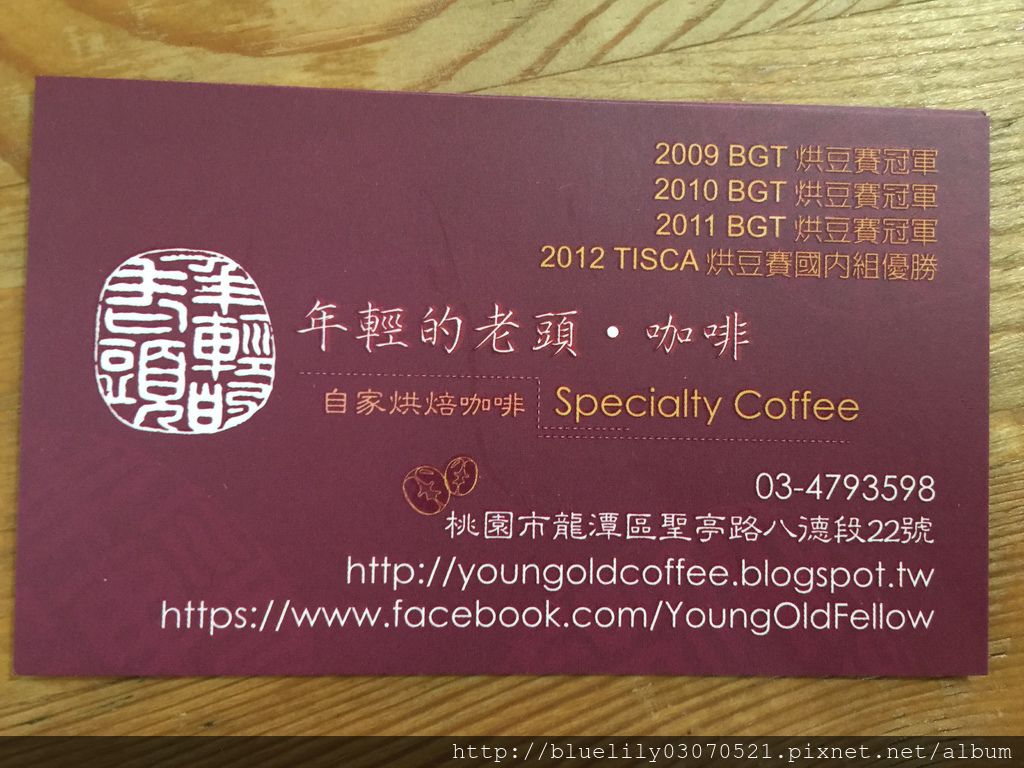 2009 BGT 烘豆賽冠軍
2010 BGT 烘豆賽冠軍
2011 BGT 烘豆賽冠軍
2012 TISCA 烘豆賽國內組優勝
年輕的老頭
年輕的老頭・咖啡
自家烘焙咖啡 Specialty Coffee
03-4793598
桃園市龍潭區聖亭路八德段22號
http://youngoldcoffee.blogspot.tw
https://www.facebook.com/YoungOldFellow
http://bluelily03070521.pixnet.net/album